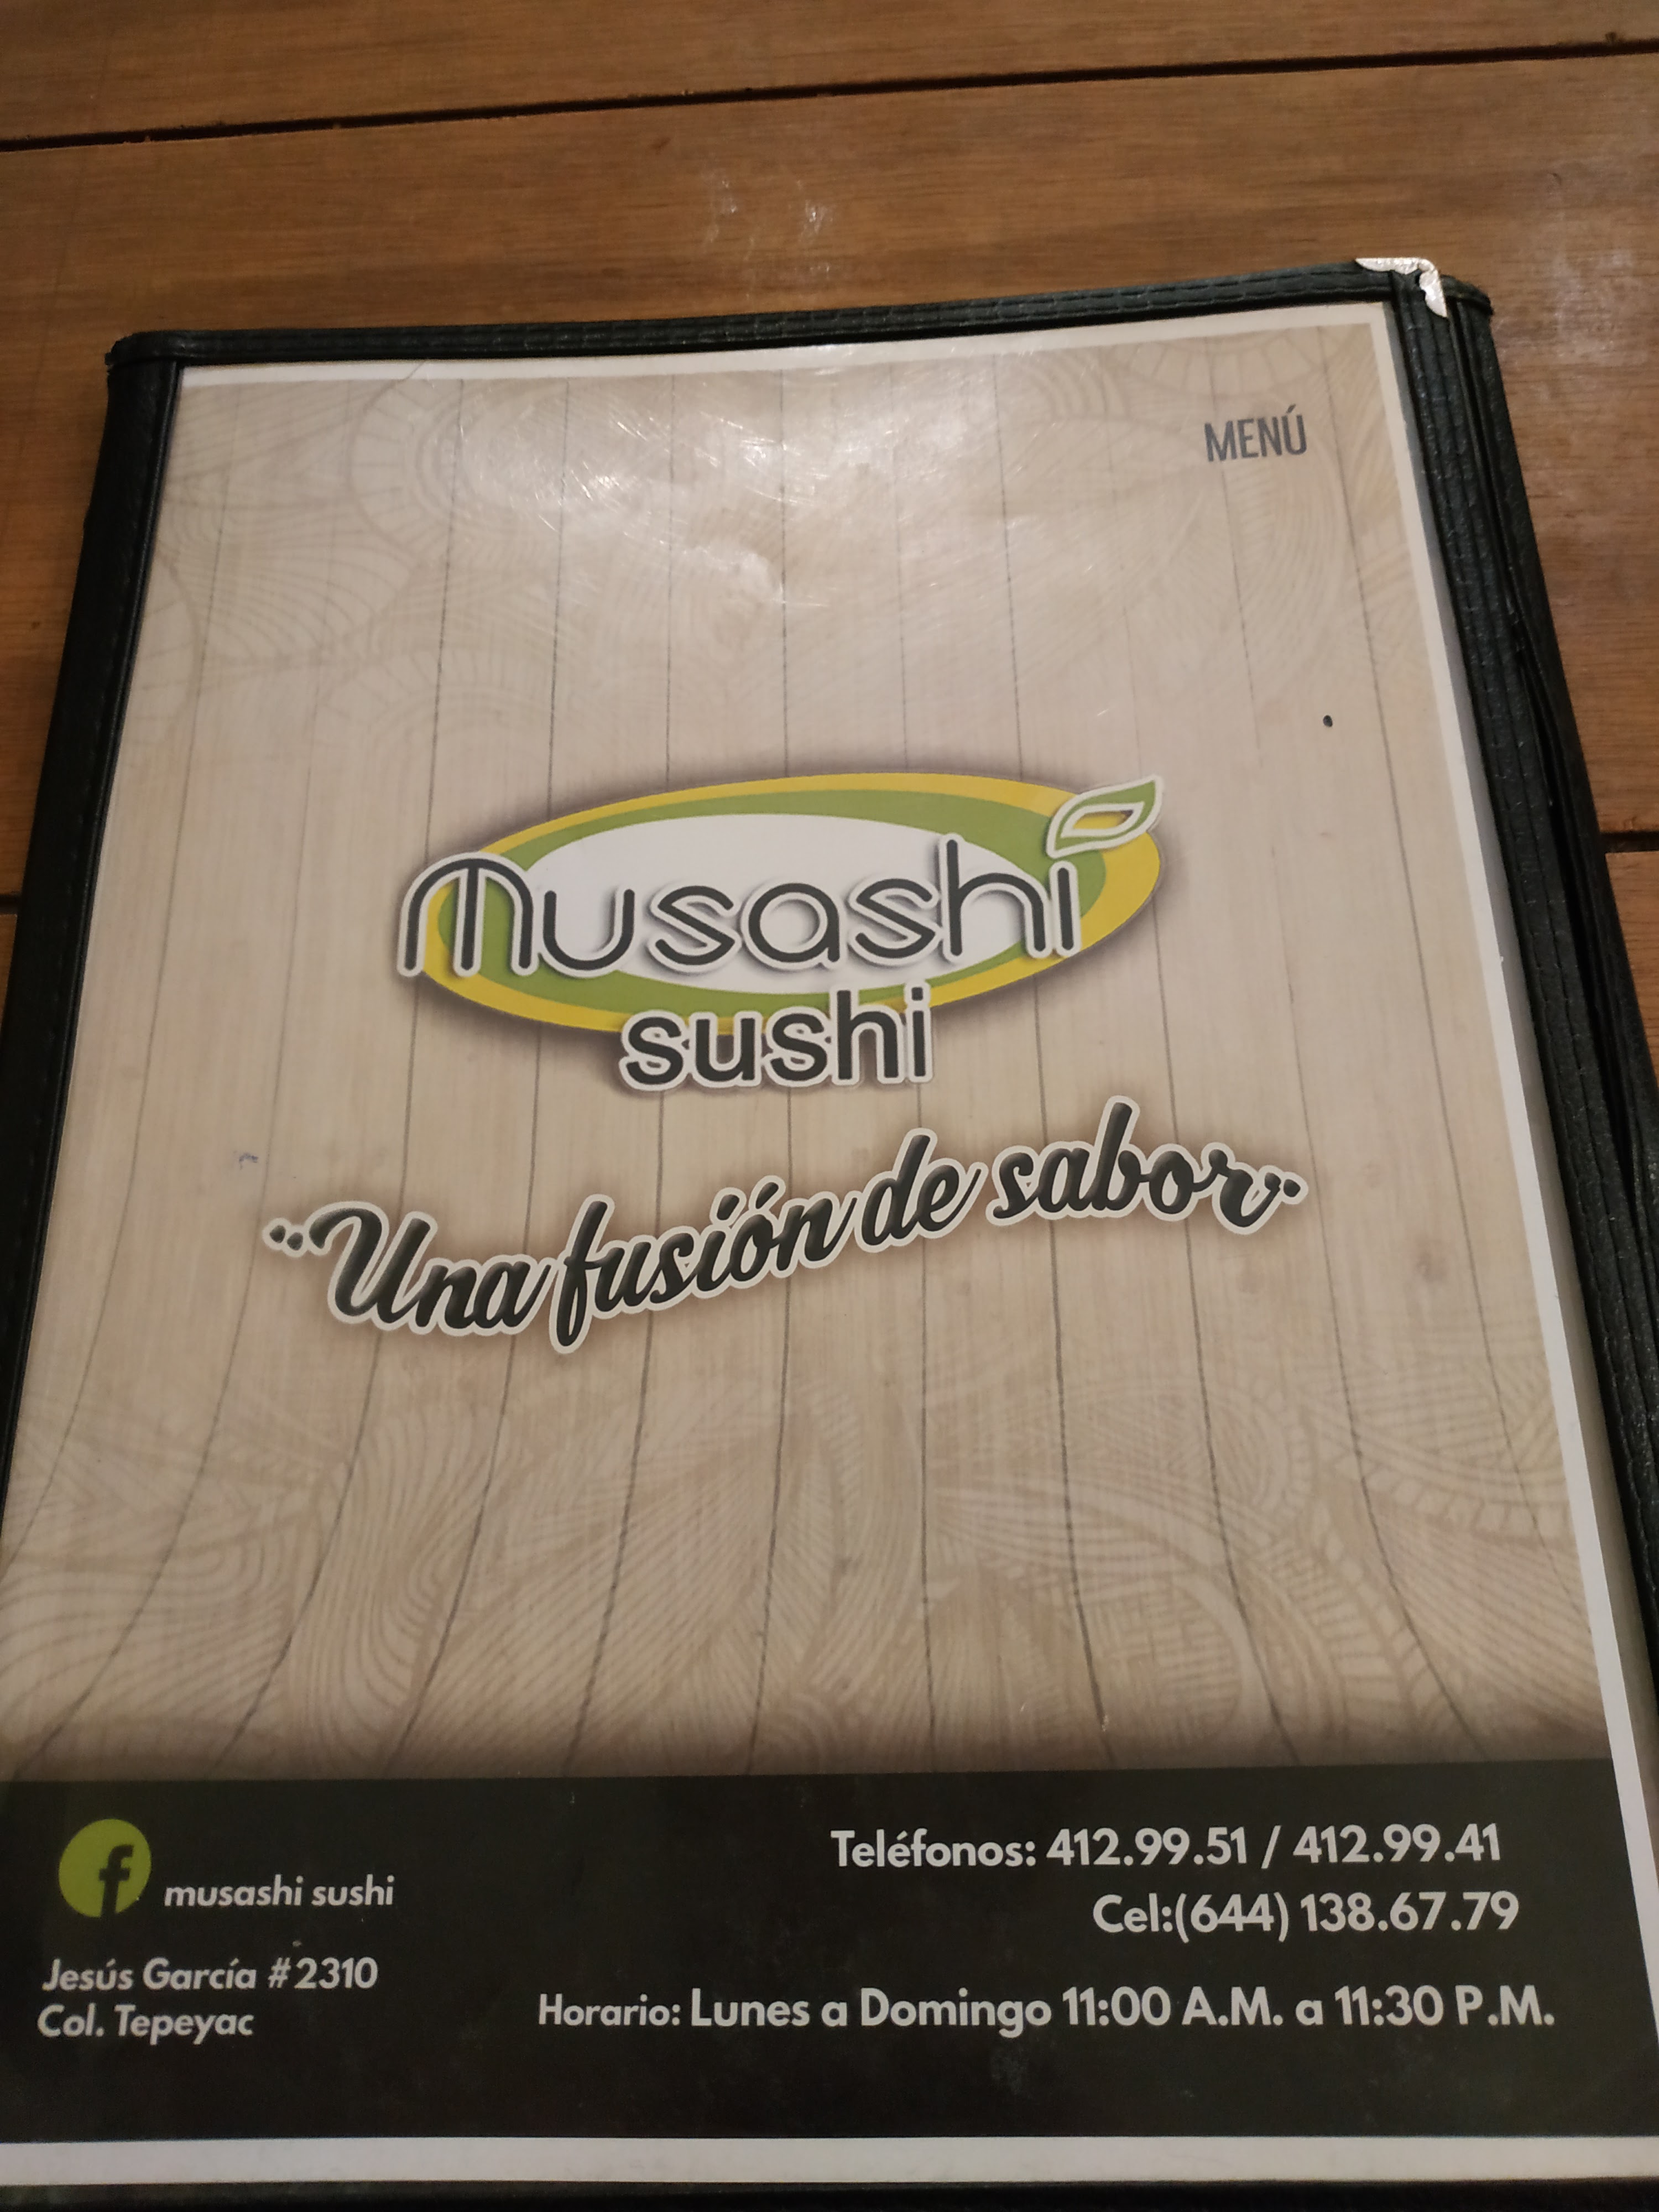 MENÚ
Musashi
sushi
"Una fusión de sabor"
musashi sushi
Jesús García #2310
Col. Tepeyac
Teléfonos: 412.99.51 / 412.99.41
Cel:(644) 138.67.79
Horario: Lunes a Domingo 11:00 A.M. a 11:30 P.M.